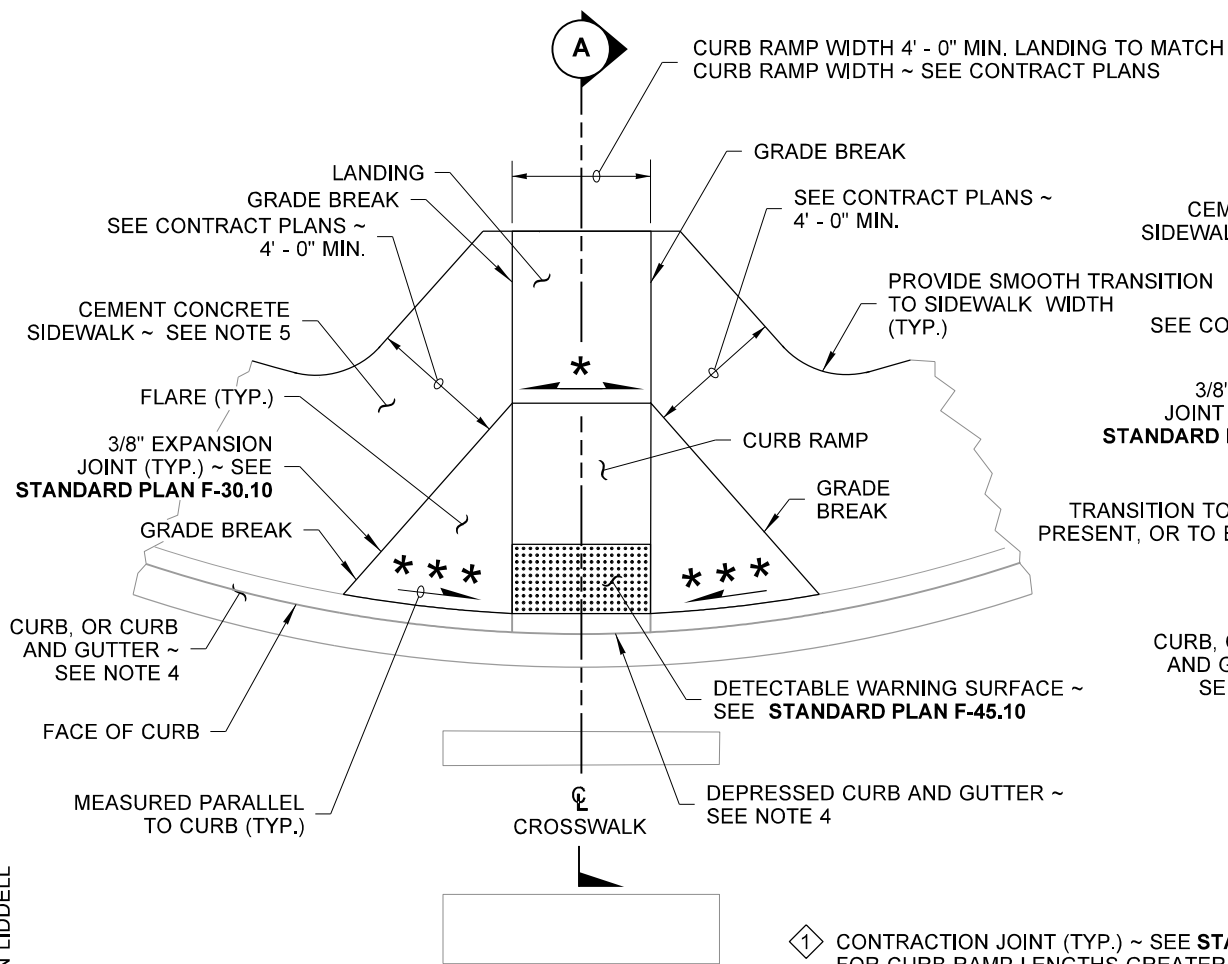 A
CURB RAMP WIDTH 4' - 0" MIN. LANDING TO MATCH
CURB RAMP WIDTH ~ SEE CONTRACT PLANS
LANDING
GRADE BREAK
SEE CONTRACT PLANS ~
4' - 0" MIN.
GRADE BREAK
SEE CONTRACT PLANS ~
4' - 0" MIN.
CEMENT CONCRETE
SIDEWALK ~ SEE NOTE 5
PROVIDE SMOOTH TRANSITION
TO SIDEWALK WIDTH
(TYP.)
*
FLARE (TYP.)
3/8" EXPANSION
JOINT (TYP.) ~ SEE
STANDARD PLAN F-30.10
GRADE BREAK
CURB RAMP
GRADE
BREAK
* * *
* * *
CURB, OR CURB
AND GUTTER ~
SEE NOTE 4
FACE OF CURB
MEASURED PARALLEL
TO CURB (TYP.)
DETECTABLE WARNING SURFACE ~
SEE STANDARD PLAN F-45.10
DEPRESSED CURB AND GUTTER ~
SEE NOTE 4
CL
CROSSWALK
SEE CO
3/8"
JOINT
STANDARD
TRANSITION TO
PRESENT, OR TO
CURB,
AND
1 CONTRACTION JOINT (TYP.) ~ SEE
FOR CURB RAMP LENGTHS GREATER
LIDDELL